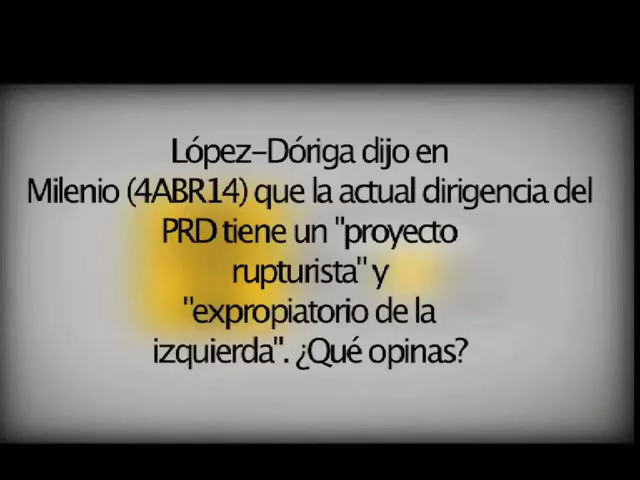 López-Dóriga dijo en
Milenio (4ABR14) que la actual dirigencia del
PRD tiene un "proyecto
rupturista" y
"expropiatorio de la
izquierda". ¿Qué opinas?